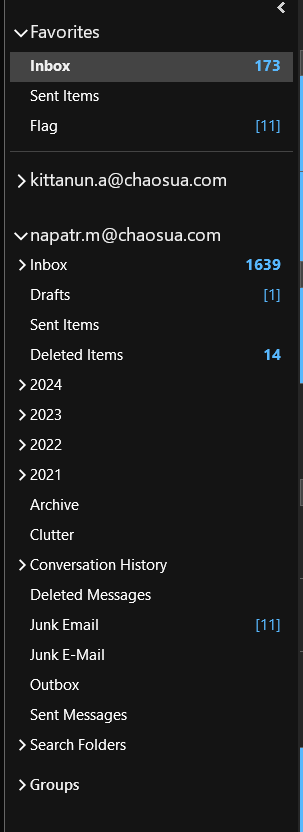 Favorites
Inbox 173
Sent Items
Flag [11]
kittanun.a@chaosua.com
napatr.m@chaosua.com
Inbox 1639
Drafts [1]
Sent Items
Deleted Items 14
2024
2023
2022
2021
Archive
Clutter
Conversation History
Deleted Messages
Junk Email [11]
Junk E-Mail
Outbox
Sent Messages
Search Folders
Groups